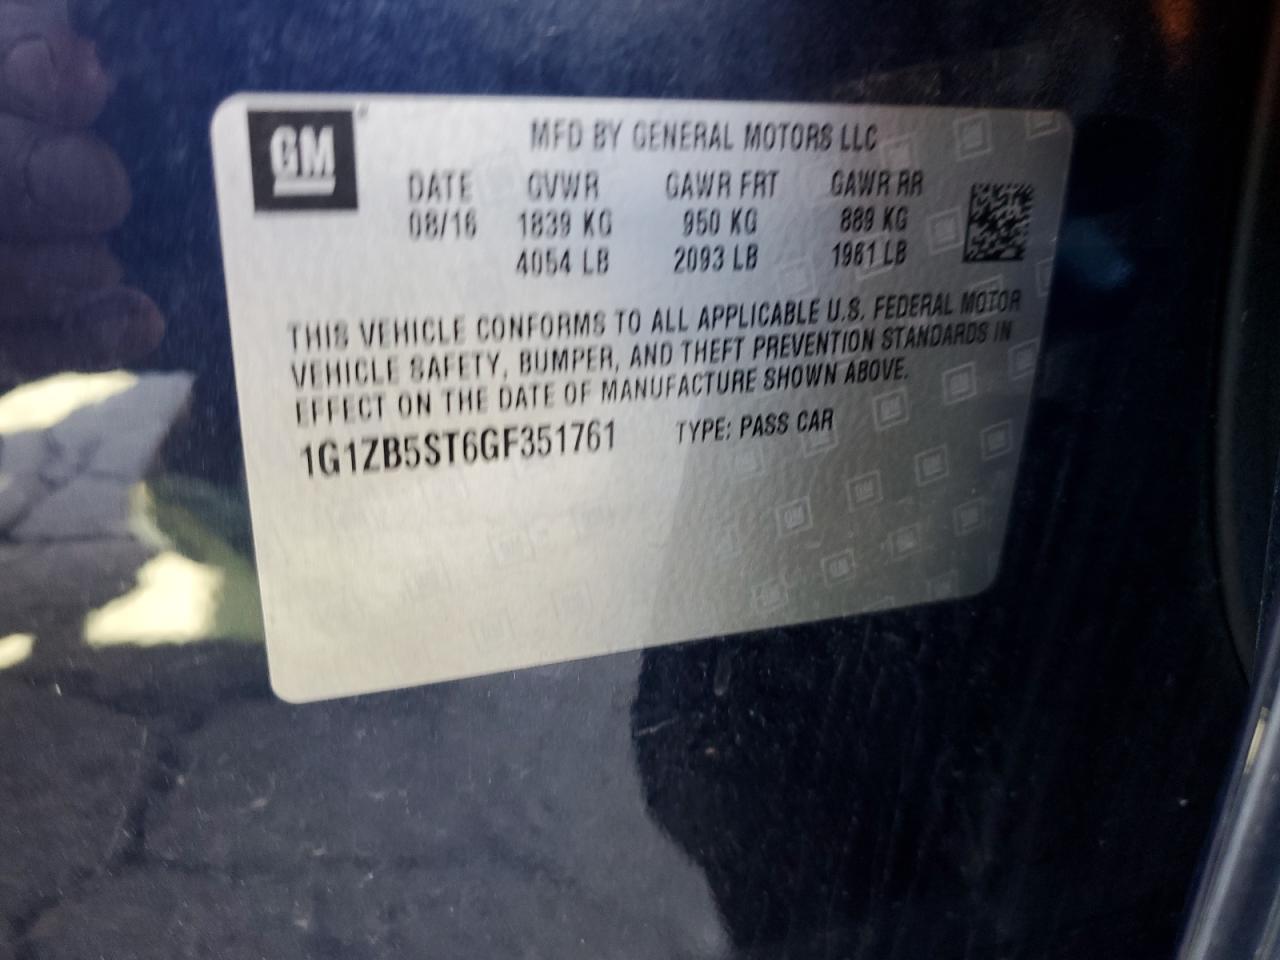 GM
MFD BY GENERAL MOTORS LLC
DATE GVWR GAWR FRT GAWR RR
08/16 1839 KG 950 KG 889 KG
4054 LB 2093 LB 1961 LB
THIS VEHICLE CONFORMS TO ALL APPLICABLE U.S. FEDERAL MOTOR
VEHICLE SAFETY, BUMPER, AND THEFT PREVENTION STANDARDS IN
EFFECT ON THE DATE OF MANUFACTURE SHOWN ABOVE.
1G1ZB5ST6GF351761 TYPE: PASS CAR